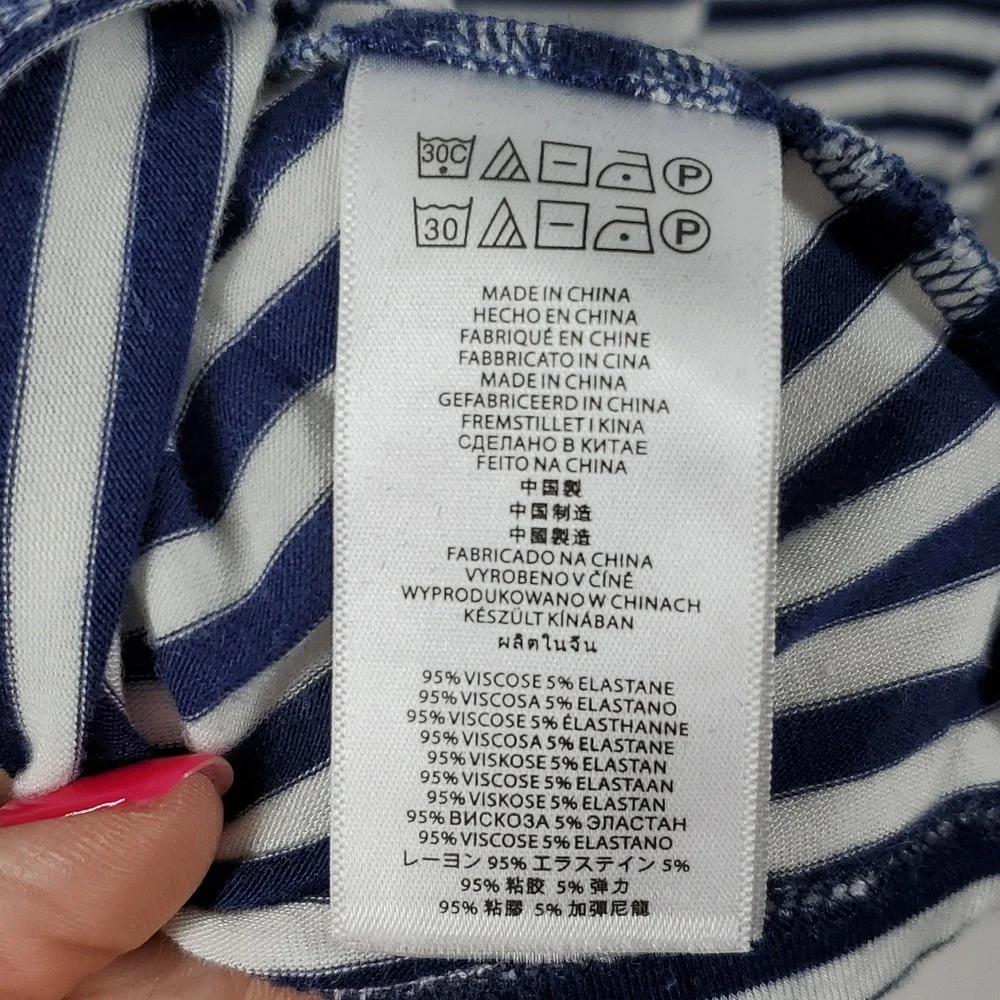 30C P
30 P
MADE IN CHINA
HECHO EN CHINA
FABRIQUÉ EN CHINE
FABBRICATO IN CINA
MADE IN CHINA
GEFABRICEERD IN CHINA
FREMSTILLET I KINA
СДЕЛАНО В КИТАЕ
FEITO NA CHINA
中国製
中国制造
中國製造
FABRICADO NA CHINA
VYROBENO V ČÍNĚ
WYPRODUKOWANO W CHINACH
KÉSZÜLT KÍNÁBAN
ผลิตในจีน
95% VISCOSE 5% ELASTANE
95% VISCOSA 5% ELASTANO
95% VISCOSE 5% ÉLASTHANNE
95% VISCOSA 5% ELASTANE
95% VISKOSE 5% ELASTAN
95% VISCOSE 5% ELASTAAN
95% VISKOSE 5% ELASTAN
95% ВИСКОЗА 5% ЭЛАСТАН
95% VISCOSE 5% ELASTANO
レーヨン 95% エラステイン 5%
95% 粘胶 5% 弹力
95% 粘膠 5% 加彈尼龍